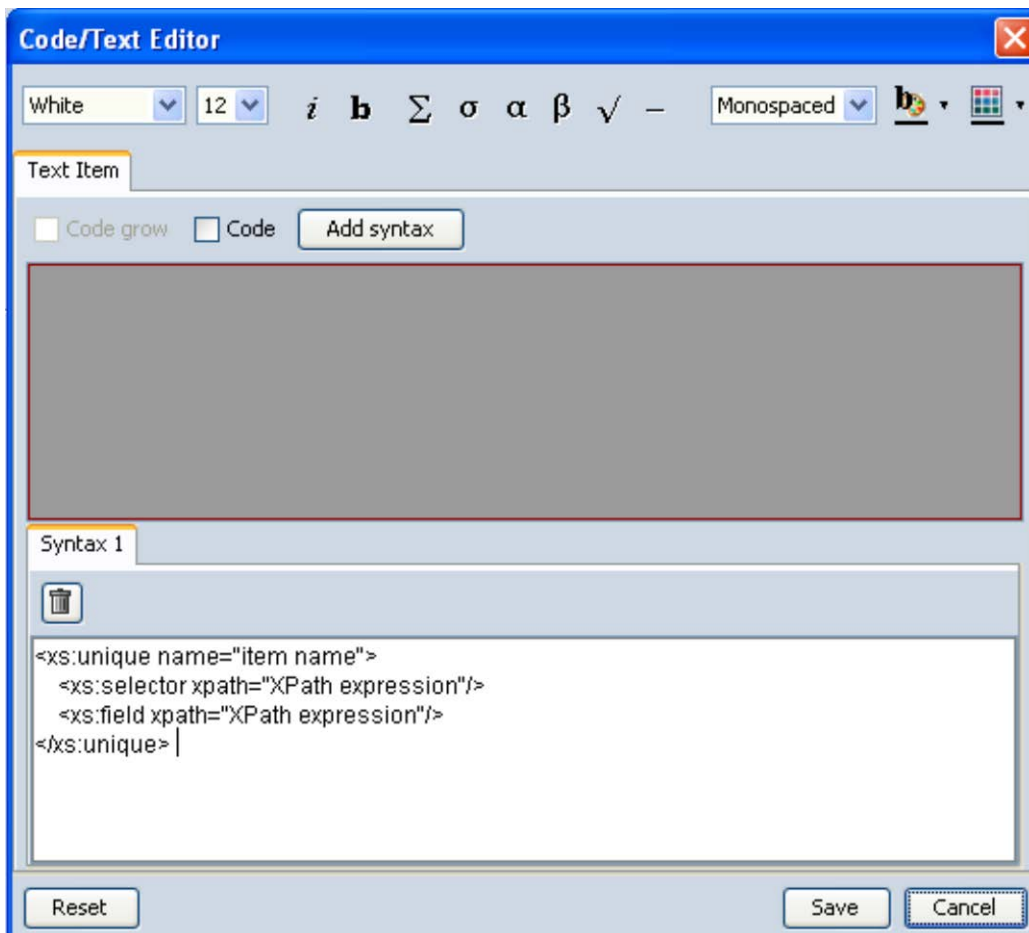 Code/Text Editor
White 12 i b Σ σ α β √ – Monospaced b
Text Item
Code grow Code Add syntax
Syntax 1
<xs:unique name="item name">
<xs:selector xpath="XPath expression"/>
<xs:field xpath="XPath expression"/>
</xs:unique>
Reset Save Cancel